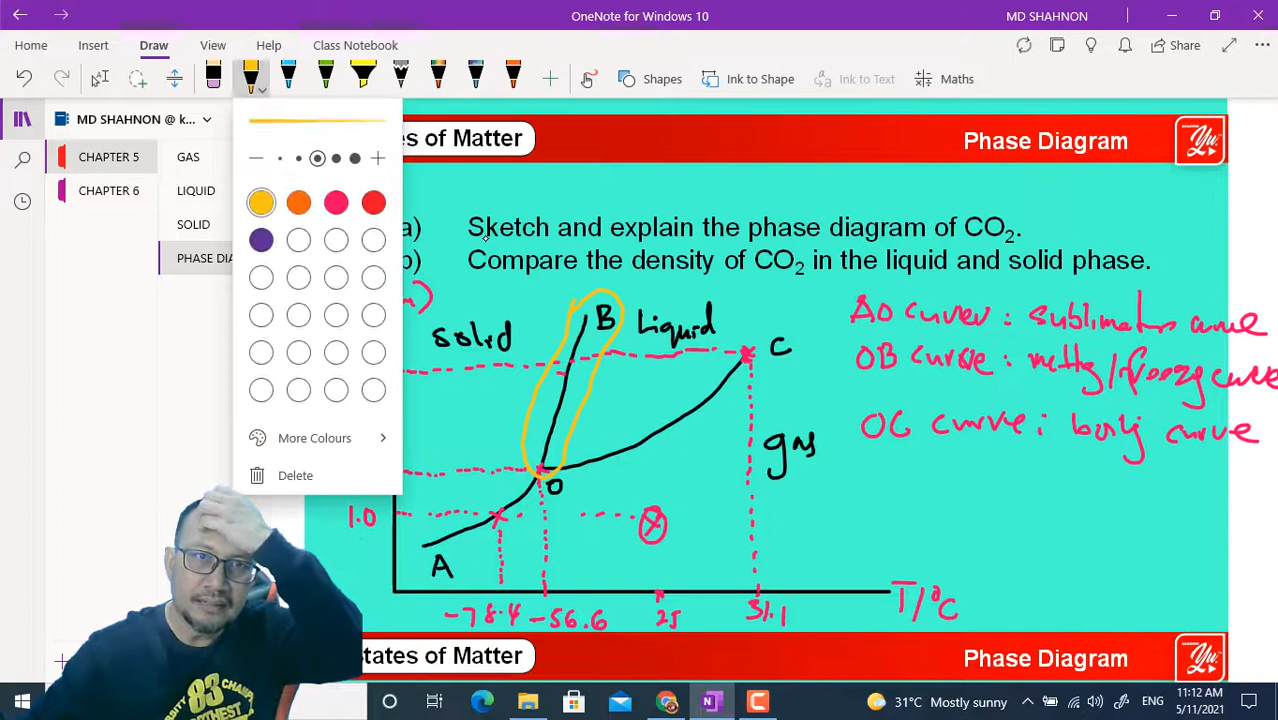 OneNote for Windows 10
MD SHAHNON
Home
Insert
Draw
View
Help
Class Notebook
Share
Shapes
Ink to Shape
Ink to Text
Maths
MD SHAHNON @ k...
CHAPTER 5
CHAPTER 6
GAS
LIQUID
SOLID
PHASE DIA
More Colours
Delete
es of Matter
Phase Diagram
a) Sketch and explain the phase diagram of CO2.
b) Compare the density of CO2 in the liquid and solid phase.
solid
B
Liquid
C
gas
O
A
1.0
-78.4
-56.6
25
31.1
T/°C
AO curve : sublimation curve
OB curve :
curve
OC curve :
curve
tates of Matter
Phase Diagram
83
31°C Mostly sunny
ENG
11:12 AM
5/11/2021